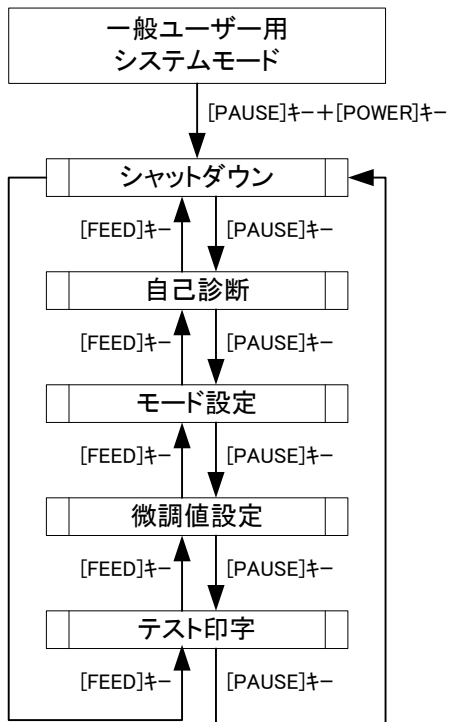 一般ユーザー用
システムモード
[PAUSE]ｷｰ＋[POWER]ｷｰ
シャットダウン
[FEED]ｷｰ [PAUSE]ｷｰ
自己診断
[FEED]ｷｰ [PAUSE]ｷｰ
モード設定
[FEED]ｷｰ [PAUSE]ｷｰ
微調値設定
[FEED]ｷｰ [PAUSE]ｷｰ
テスト印字
[FEED]ｷｰ [PAUSE]ｷｰ